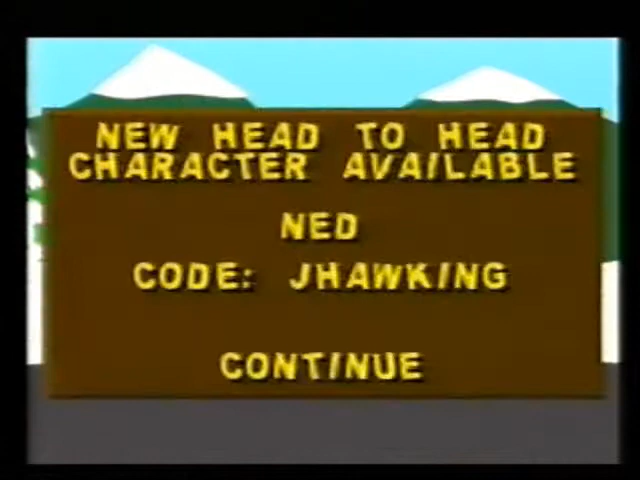 NEW HEAD TO HEAD
CHARACTER AVAILABLE
NED
CODE: JHAWKING
CONTINUE